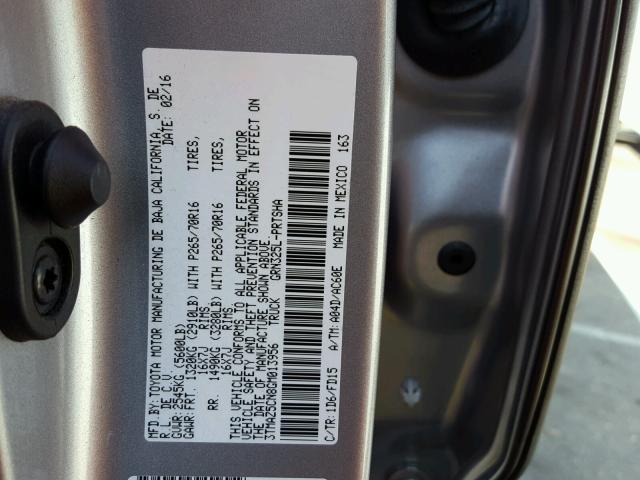 MFD.BY: TOYOTA MOTOR MANUFACTURING DE BAJA CALIFORNIA, S. DE
R.L. DE C.V. DATE: 02/16
GVWR: 2545KG (5600LB)
GAWR: FRT. 1320KG (2910LB) WITH P265/70R16 TIRES,
16X7J RIMS
RR. 1490KG (3280LB) WITH P265/70R16 TIRES,
16X7J RIMS
THIS VEHICLE CONFORMS TO ALL APPLICABLE FEDERAL MOTOR
VEHICLE SAFETY AND THEFT PREVENTION STANDARDS IN EFFECT ON
THE DATE OF MANUFACTURE SHOWN ABOVE.
3TMAZ5CN8GM013956 TRUCK GRN325L-PRTSHA
C/TR: 1D6/FD15 A/TM: A04D/AC60E MADE IN MEXICO 163